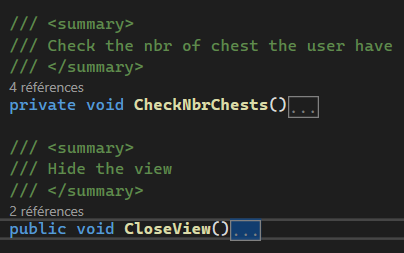 /// <summary>
/// Check the nbr of chest the user have
/// </summary>
4 références
private void CheckNbrChests()...
/// <summary>
/// Hide the view
/// </summary>
2 références
public void CloseView()...